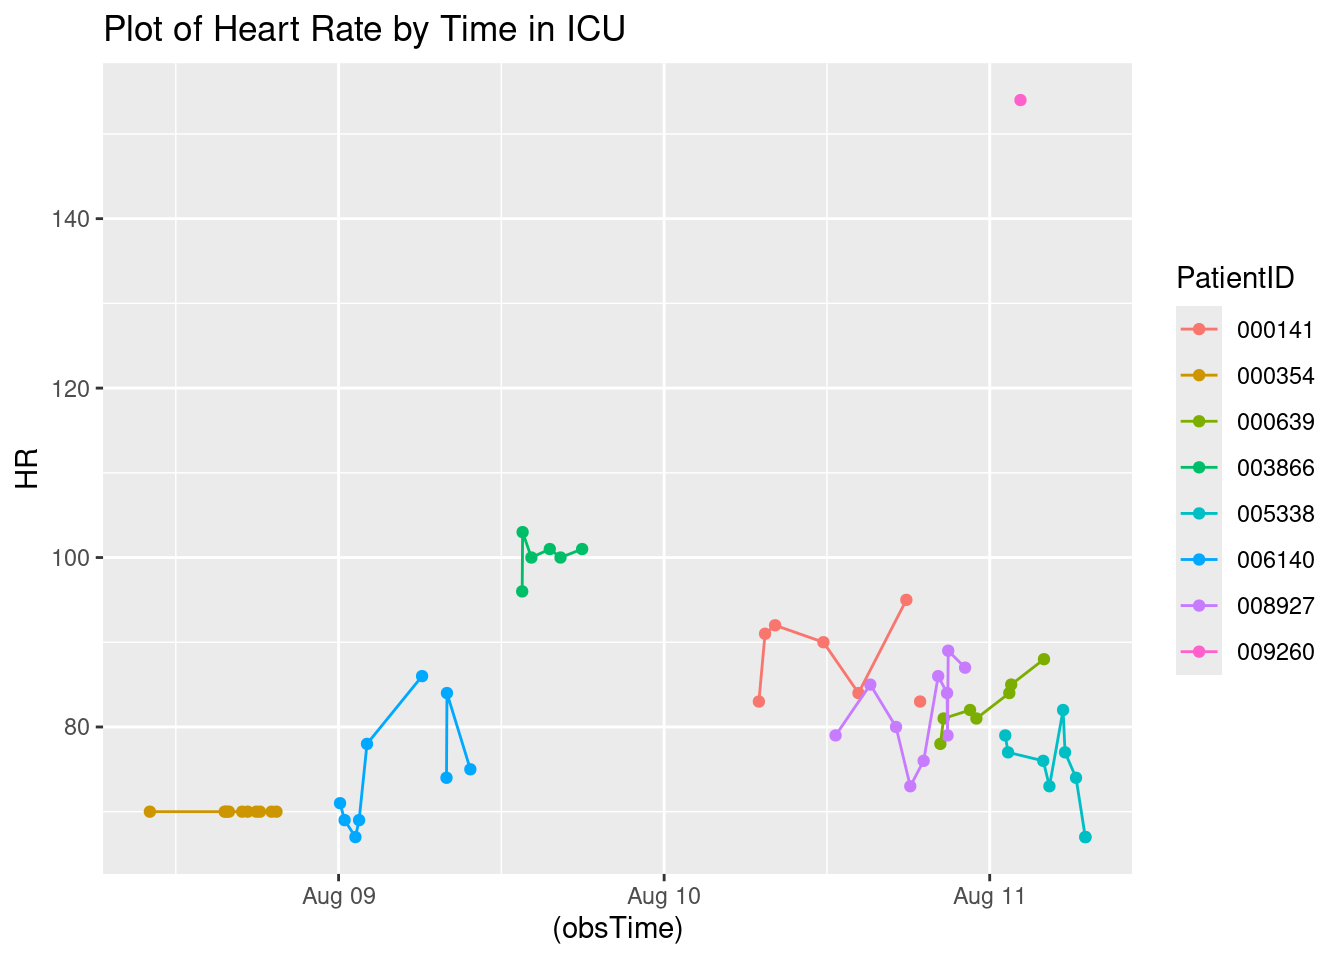 Plot of Heart Rate by Time in ICU
140
120
100
80
HR
Aug 09
Aug 10
Aug 11
(obsTime)
PatientID
000141
000354
000639
003866
005338
006140
008927
009260